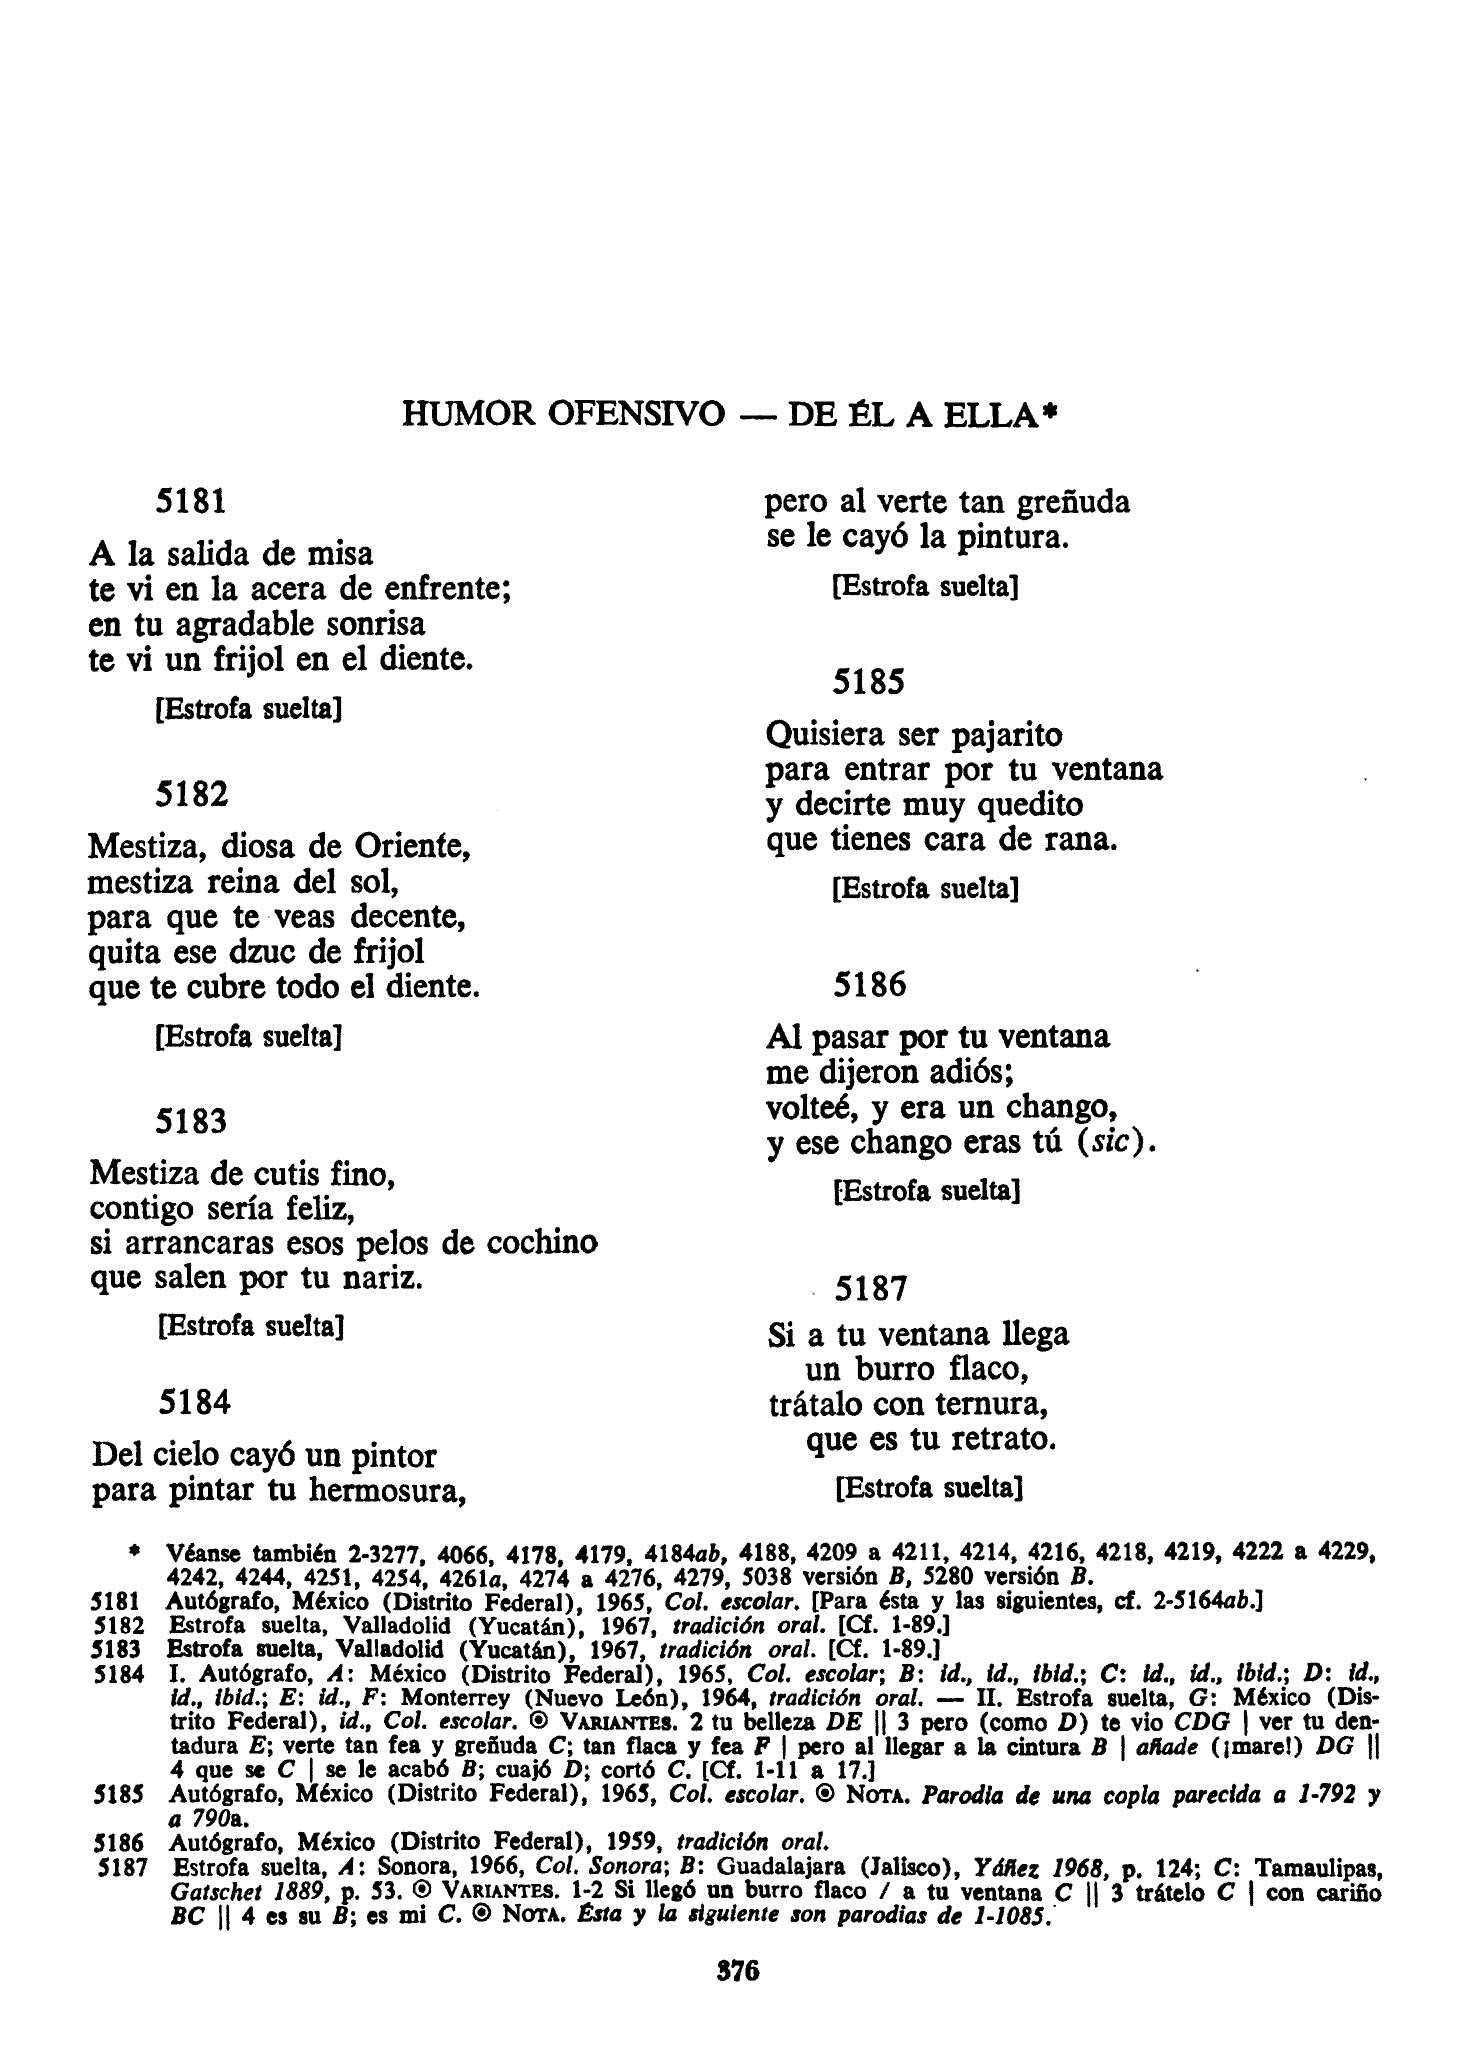 HUMOR OFENSIVO — DE ÉL A ELLA*
5181
A la salida de misa
te vi en la acera de enfrente;
en tu agradable sonrisa
te vi un frijol en el diente.
[Estrofa suelta]
5182
Mestiza, diosa de Oriente,
mestiza reina del sol,
para que te veas decente,
quita ese dzuc de frijol
que te cubre todo el diente.
[Estrofa suelta]
5183
Mestiza de cutis fino,
contigo sería feliz,
si arrancaras esos pelos de cochino
que salen por tu nariz.
[Estrofa suelta]
5184
Del cielo cayó un pintor
para pintar tu hermosura,
pero al verte tan greñuda
se le cayó la pintura.
[Estrofa suelta]
5185
Quisiera ser pajarito
para entrar por tu ventana
y decirte muy quedito
que tienes cara de rana.
[Estrofa suelta]
5186
Al pasar por tu ventana
me dijeron adiós;
volteé, y era un chango,
y ese chango eras tú (sic).
[Estrofa suelta]
5187
Si a tu ventana llega
un burro flaco,
trátalo con ternura,
que es tu retrato.
[Estrofa suelta]
* Véanse también 2-3277, 4066, 4178, 4179, 4184ab, 4188, 4209 a 4211, 4214, 4216, 4218, 4219, 4222 a 4229,
4242, 4244, 4251, 4254, 4261a, 4274 a 4276, 4279, 5038 versión B, 5280 versión B.
5181 Autógrafo, México (Distrito Federal), 1965, Col. escolar. [Para ésta y las siguientes, cf. 2-5164ab.]
5182 Estrofa suelta, Valladolid (Yucatán), 1967, tradición oral. [Cf. 1-89.]
5183 Estrofa suelta, Valladolid (Yucatán), 1967, tradición oral. [Cf. 1-89.]
5184 I. Autógrafo, A: México (Distrito Federal), 1965, Col. escolar; B: id., id., ibid.; C: id., id., ibid.; D: id.,
id., ibid.; E: id., F: Monterrey (Nuevo León), 1964, tradición oral. — II. Estrofa suelta, G: México (Dis-
trito Federal), id., Col. escolar. ⊙ VARIANTES. 2 tu belleza DE || 3 pero (como D) te vio CDG | ver tu den-
tadura E; verte tan fea y greñuda C; tan flaca y fea F | pero al llegar a la cintura B | añade (¡mare!) DG ||
4 que se C | se le acabó B; cuajó D; cortó C. [Cf. 1-11 a 17.]
5185 Autógrafo, México (Distrito Federal), 1965, Col. escolar. ⊙ NOTA. Parodia de una copla parecida a 1-792 y
a 790a.
5186 Autógrafo, México (Distrito Federal), 1959, tradición oral.
5187 Estrofa suelta, A: Sonora, 1966, Col. Sonora; B: Guadalajara (Jalisco), Yáñez 1968, p. 124; C: Tamaulipas,
Gatschet 1889, p. 53. ⊙ VARIANTES. 1-2 Si llegó un burro flaco / a tu ventana C || 3 trátelo C | con cariño
BC || 4 es su B; es mi C. ⊙ NOTA. Ésta y la siguiente son parodias de 1-1085.
376